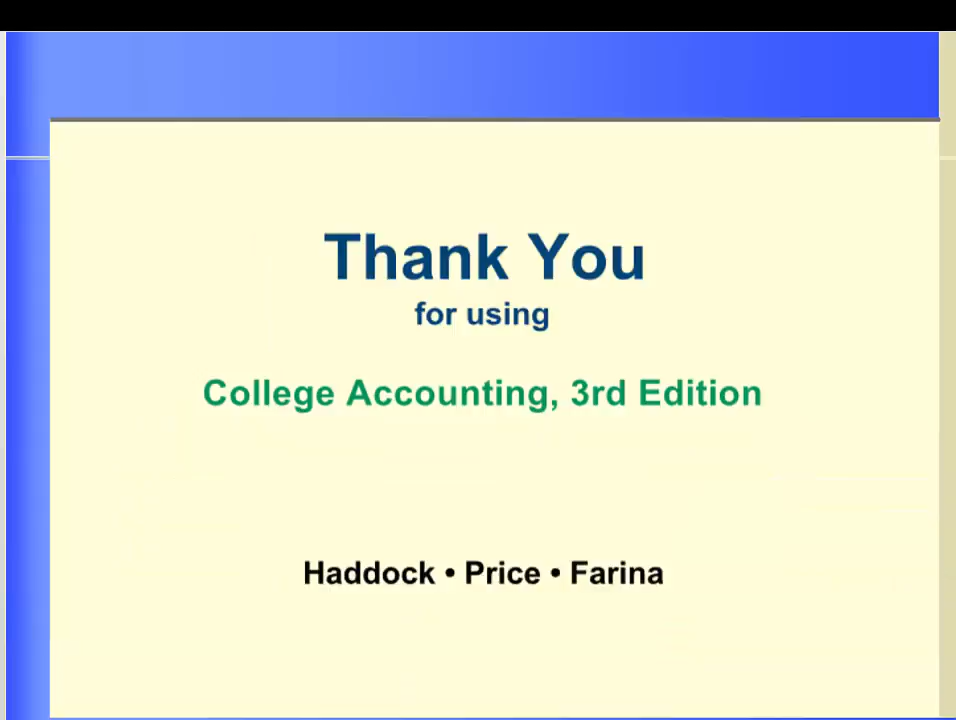 Thank You
for using
College Accounting, 3rd Edition
Haddock • Price • Farina